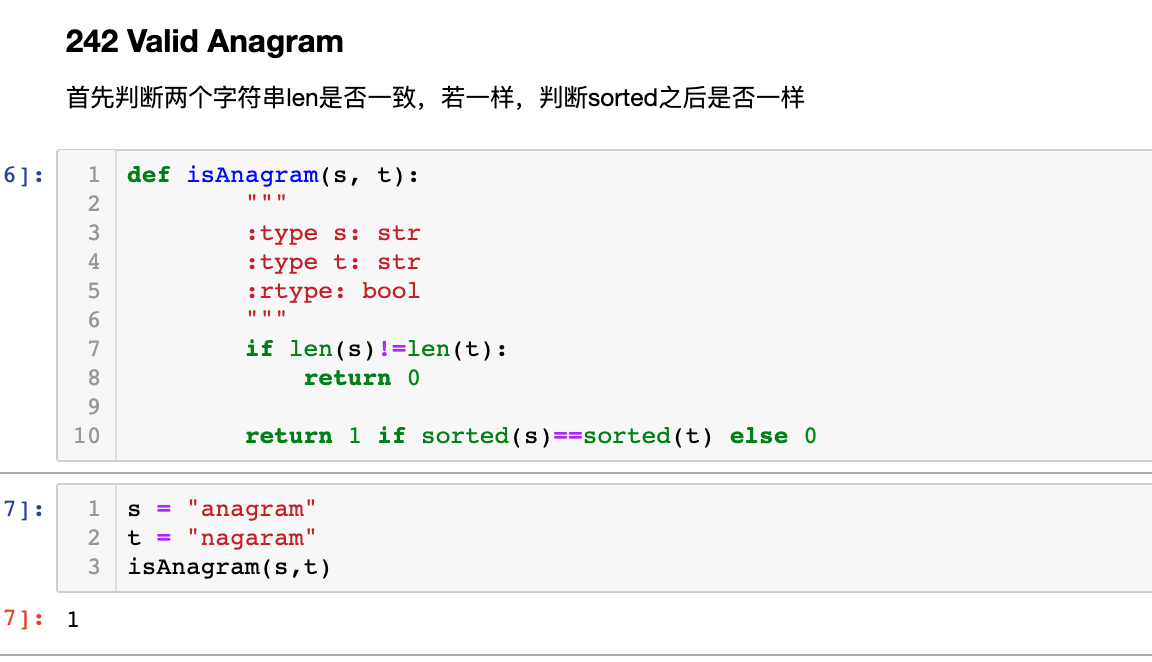 242 Valid Anagram
首先判断两个字符串len是否一致，若一样，判断sorted之后是否一样
6]:
1 def isAnagram(s, t):
2         """
3         :type s: str
4         :type t: str
5         :rtype: bool
6         """
7         if len(s)!=len(t):
8             return 0
9
10         return 1 if sorted(s)==sorted(t) else 0
7]:
1 s = "anagram"
2 t = "nagaram"
3 isAnagram(s,t)
7]: 1